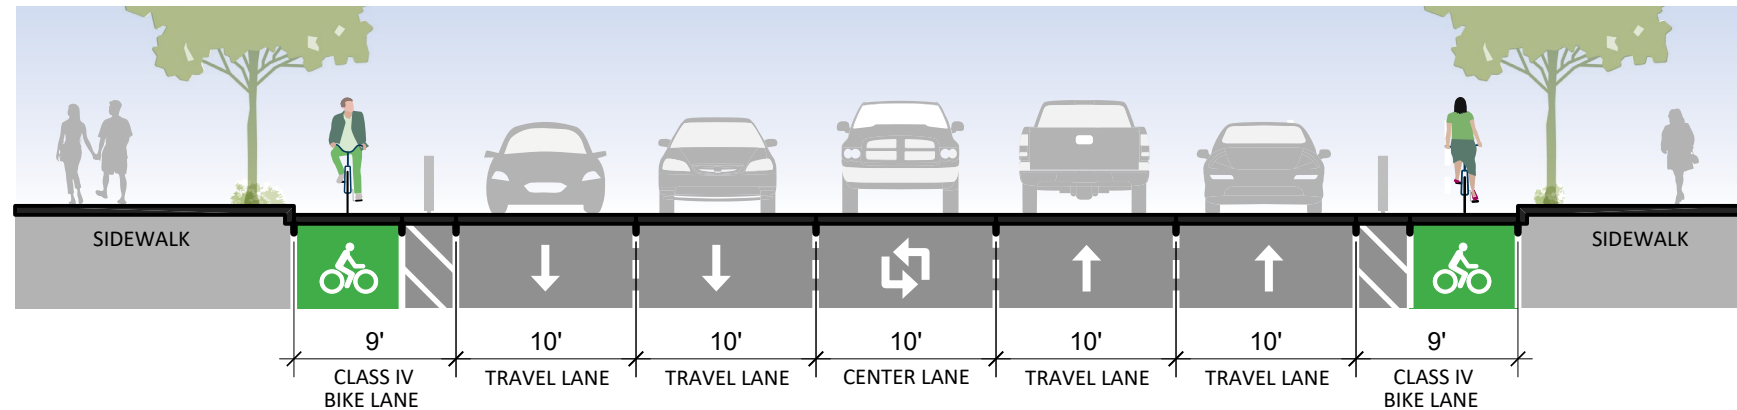 SIDEWALK
SIDEWALK
9'
10'
10'
10'
10'
10'
9'
CLASS IV
BIKE LANE
TRAVEL LANE
TRAVEL LANE
CENTER LANE
TRAVEL LANE
TRAVEL LANE
CLASS IV
BIKE LANE